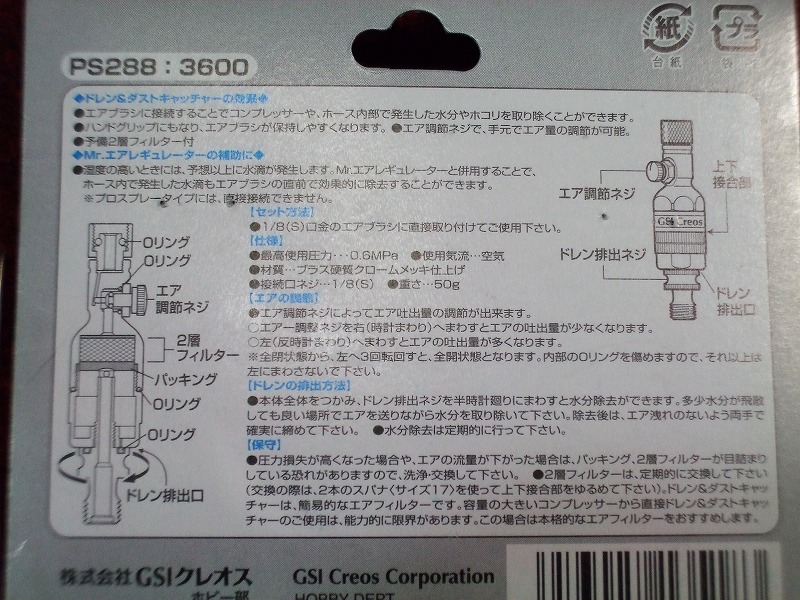 紙
台紙
プラ
袋
PS288：3600
◆ドレン&ダストキャッチャーの効果◆
●エアブラシに接続することでコンプレッサーや、ホース内部で発生した水分やホコリを取り除くことができます。
●ハンドグリップにもなり、エアブラシが保持しやすくなります。●エア調節ネジで、手元でエア量の調節が可能。
●予備2層フィルター付
◆Mr.エアレギュレーターの補助に◆
●湿度の高いときには、予想以上に水滴が発生します。Mr.エアレギュレーターと併用することで、
ホース内で発生した水滴もエアブラシの直前で効果的に除去することができます。
※プロスプレータイプには、直接接続できません。
【セット方法】
●1/8(S)口金のエアブラシに直接取り付けてご使用下さい。
【仕様】
●最高使用圧力…0.6MPa ●使用気流…空気
●材質…ブラス硬質クロームメッキ仕上げ
●接続口ネジ…1/8(S) ●重さ…50g
【エアの調節】
●エア調節ネジによってエア吐出量の調節が出来ます。
○エアー調整ネジを右(時計まわり)へまわすとエアの吐出量が少なくなります。
○左(反時計まわり)へまわすとエアの吐出量が多くなります。
※全閉状態から、左へ3回転回すと、全開状態となります。内部のOリングを傷めますので、それ以上は
左にまわさないで下さい。
【ドレンの排出方法】
●本体全体をつかみ、ドレン排出ネジを半時計廻りにまわすと水分除去ができます。多少水分が飛散
しても良い場所でエアを送りながら水分を取り除いて下さい。除去後は、エア洩れのないよう両手で
確実に締めて下さい。 ●水分除去は定期的に行って下さい。
【保守】
●圧力損失が高くなった場合や、エアの流量が下がった場合は、パッキング、2層フィルターが目詰まり
している恐れがありますので、洗浄・交換して下さい。 ●2層フィルターは、定期的に交換して下さい
(交換の際は、2本のスパナ(サイズ17)を使って上下接合部をゆるめて下さい)。ドレン&ダストキャッ
チャーは、簡易的なエアフィルターです。容量の大きいコンプレッサーから直接ドレン&ダストキャッ
チャーのご使用は、能力的に限界があります。この場合は本格的なエアフィルターをおすすめします。
Oリング
Oリング
エア
調節ネジ
2層
フィルター
パッキング
Oリング
Oリング
ドレン排出口
エア調節ネジ
上下
接合部
GSI Creos
ドレン排出ネジ
ドレン
排出口
株式会社GSIクレオス
ホビー部
GSI Creos Corporation
HOBBY DEPT.